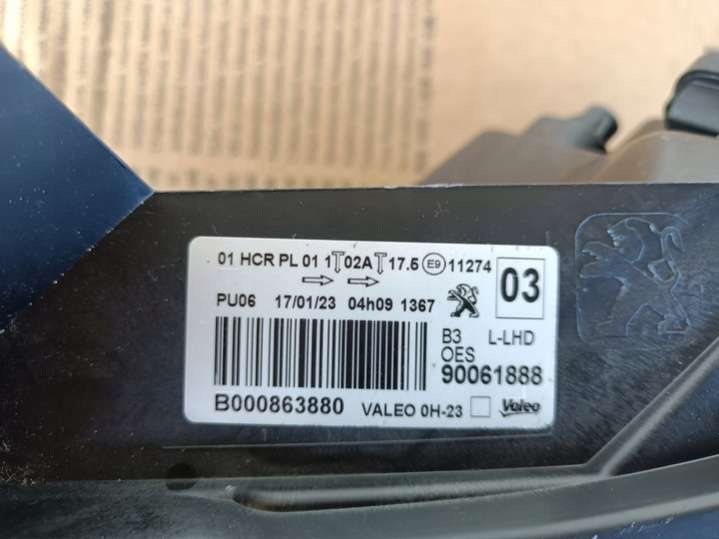 01 HCR PL 01 1 02A 17.5 E9 11274
03
PU06 17/01/23 04h09 1367
B3 L-LHD
OES
90061888
B000863880 VALEO 0H-23 Valeo